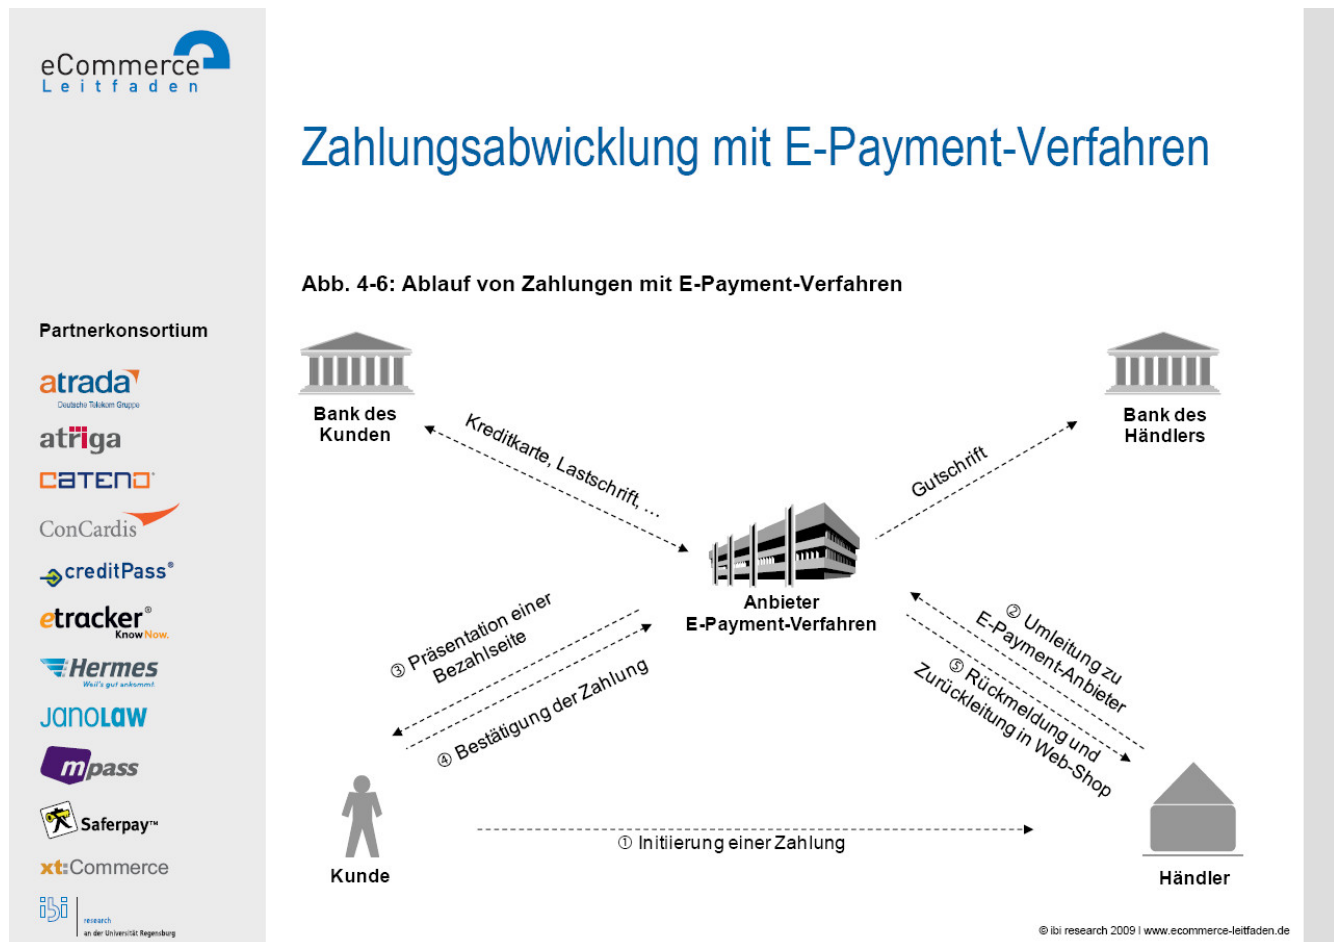 eCommerce
Leitfaden
Zahlungsabwicklung mit E-Payment-Verfahren
Abb. 4-6: Ablauf von Zahlungen mit E-Payment-Verfahren
Partnerkonsortium
atrada
Deutsche Telekom Gruppe
atriga
CATENO
ConCardis
creditPass®
etracker®
Know Now.
Hermes
Weil's gut ankommt
JANOLAW
mpass
Saferpay™
xt:Commerce
ibi
research
an der Universität Regensburg
Bank des
Kunden
Bank des
Händlers
Kreditkarte, Lastschrift, ...
Gutschrift
Anbieter
E-Payment-Verfahren
③ Präsentation einer
Bezahlseite
④ Bestätigung der Zahlung
② Umleitung zu
E-Payment-Anbieter
⑤ Rückmeldung und
Zurückleitung in Web-Shop
① Initiierung einer Zahlung
Kunde
Händler
© ibi research 2009 I www.ecommerce-leitfaden.de